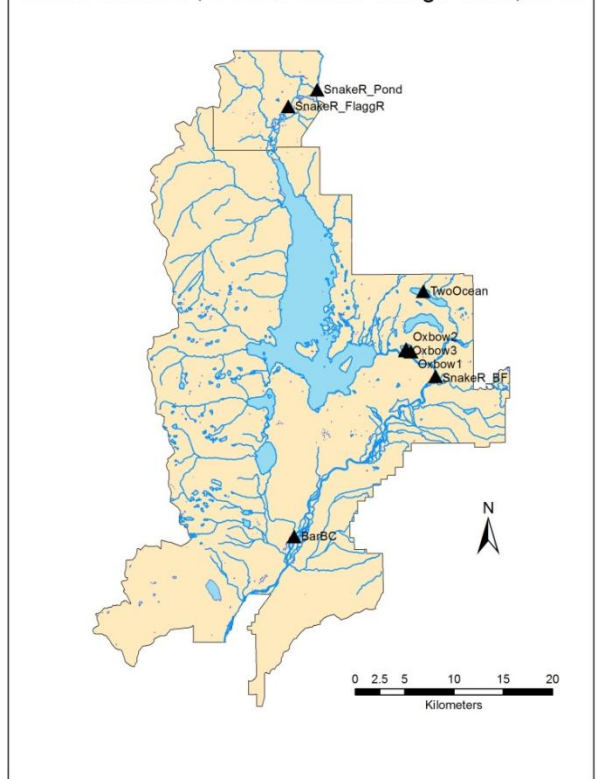 SnakeR_Pond
SnakeR_FlaggR
TwoOcean
Oxbow2
Oxbow3
Oxbow1
SnakeR_BF
BarBC
N
0 2.5 5 10 15 20
Kilometers